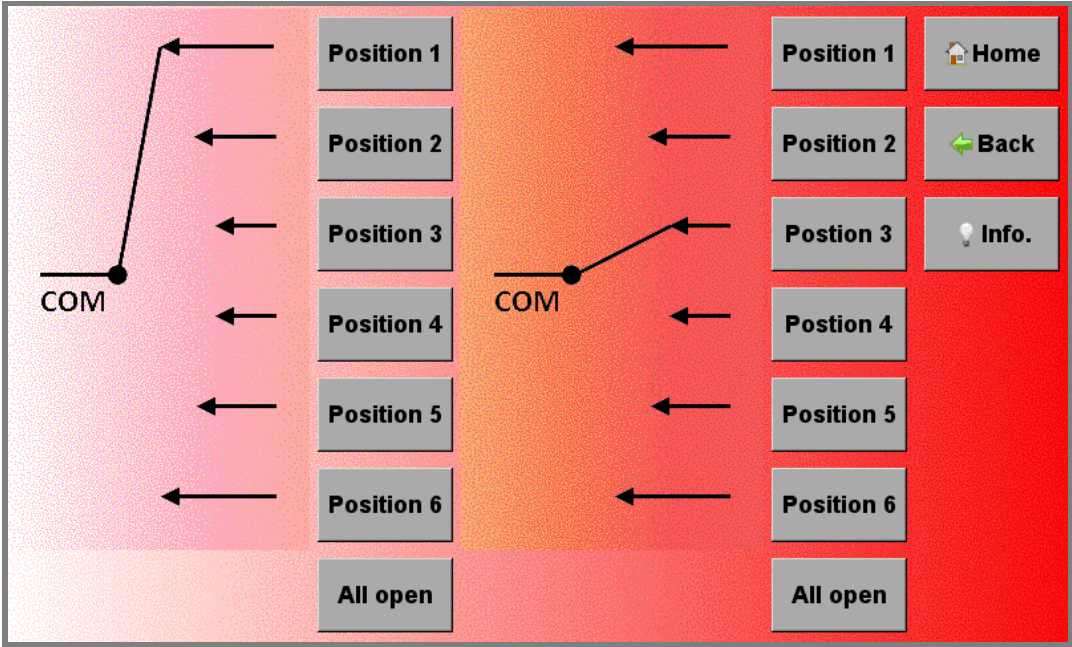 Position 1
Position 2
Position 3
Position 4
Position 5
Position 6
All open
COM
Position 1
Position 2
Postion 3
Postion 4
Position 5
Position 6
All open
COM
Home
Back
Info.